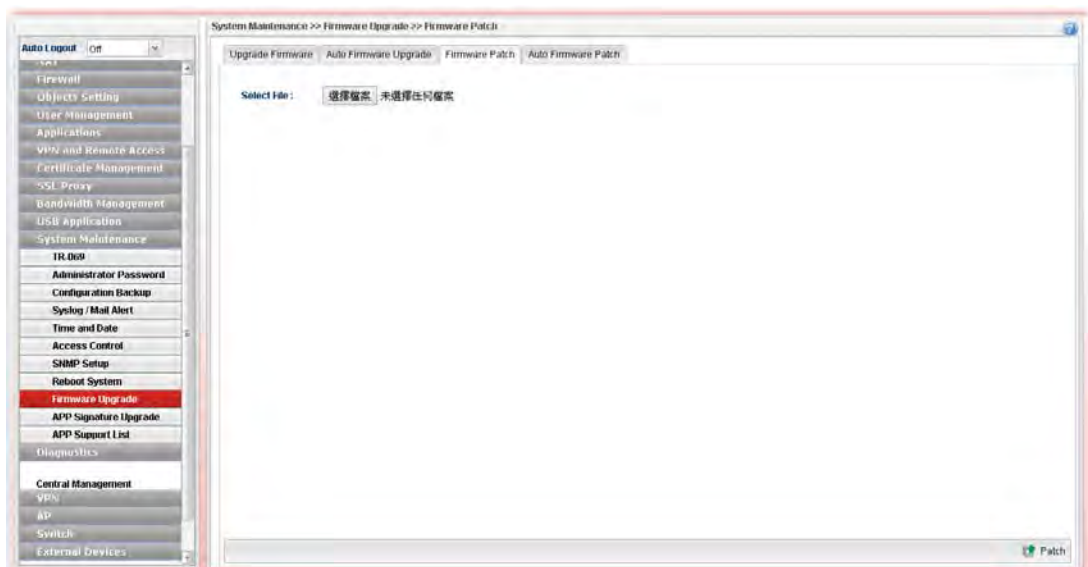 System Maintenance >> Firmware Upgrade >> Firmware Patch
Auto Logout Off
NAT
Firewall
Objects Setting
User Management
Applications
VPN and Remote Access
Certificate Management
SSL Proxy
Bandwidth Management
USB Application
System Maintenance
TR-069
Administrator Password
Configuration Backup
Syslog / Mail Alert
Time and Date
Access Control
SNMP Setup
Reboot System
Firmware Upgrade
APP Signature Upgrade
APP Support List
Diagnostics
Central Management
VPN
AP
Switch
External Devices
Upgrade Firmware Auto Firmware Upgrade Firmware Patch Auto Firmware Patch
Select File : 選擇檔案 未選擇任何檔案
Patch